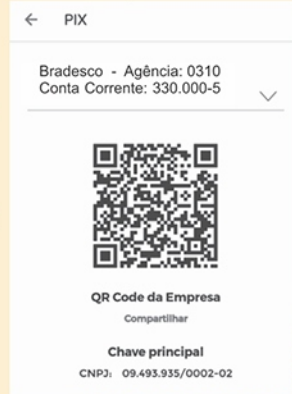 ← PIX
Bradesco - Agência: 0310
Conta Corrente: 330.000-5
QR Code da Empresa
Compartilhar
Chave principal
CNPJ: 09.493.935/0002-02